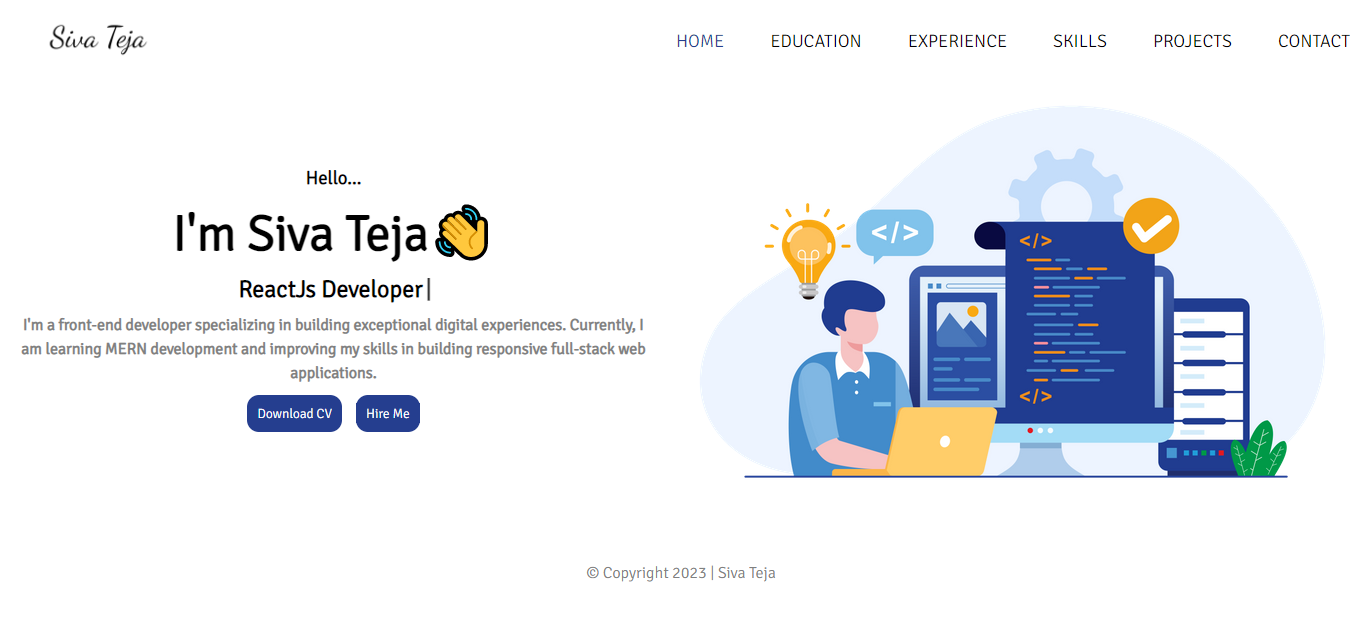 Siva Teja
HOME EDUCATION EXPERIENCE SKILLS PROJECTS CONTACT
Hello...
I'm Siva Teja
ReactJs Developer|
I'm a front-end developer specializing in building exceptional digital experiences. Currently, I
am learning MERN development and improving my skills in building responsive full-stack web
applications.
Download CV Hire Me
</>
</>
</>
© Copyright 2023 | Siva Teja